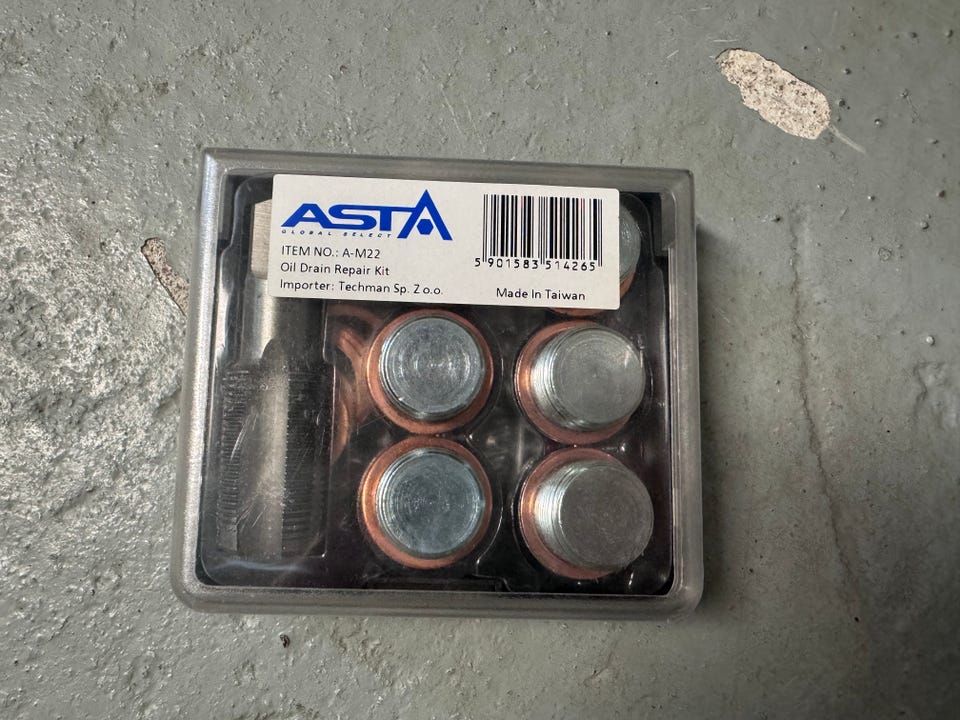 ASTA
GLOBAL SELECT
ITEM NO.: A-M22
Oil Drain Repair Kit
Importer: Techman Sp. Z o.o.
5 901583 514265
Made In Taiwan